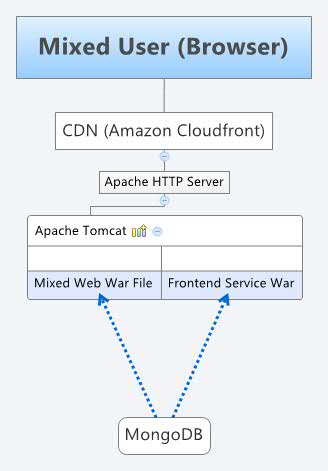 Mixed User (Browser)
CDN (Amazon Cloudfront)
Apache HTTP Server
Apache Tomcat
Mixed Web War File
Frontend Service War
MongoDB